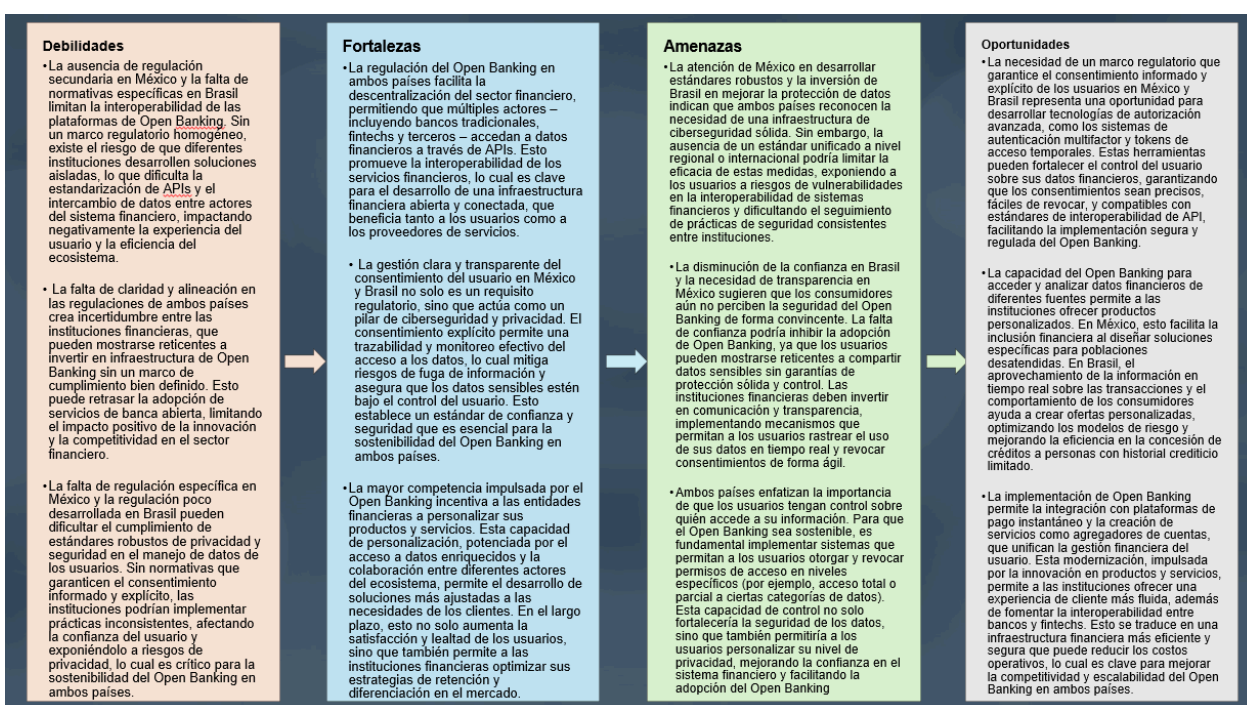 Debilidades
•La ausencia de regulación
secundaria en México y la falta de
normativas específicas en Brasil
limitan la interoperabilidad de las
plataformas de Open Banking. Sin
un marco regulatorio homogéneo,
existe el riesgo de que diferentes
instituciones desarrollen soluciones
aisladas, lo que dificulta la
estandarización de APIs y el
intercambio de datos entre actores
del sistema financiero, impactando
negativamente la experiencia del
usuario y la eficiencia del
ecosistema.
• La falta de claridad y alineación en
las regulaciones de ambos países
crea incertidumbre entre las
instituciones financieras, que
pueden mostrarse reticentes a
invertir en infraestructura de Open
Banking sin un marco de
cumplimiento bien definido. Esto
puede retrasar la adopción de
servicios de banca abierta, limitando
el impacto positivo de la innovación
y la competitividad en el sector
financiero.
•La falta de regulación específica en
México y la regulación poco
desarrollada en Brasil pueden
dificultar el cumplimiento de
estándares robustos de privacidad y
seguridad en el manejo de datos de
los usuarios. Sin normativas que
garanticen el consentimiento
informado y explícito, las
instituciones podrían implementar
prácticas inconsistentes, afectando
la confianza del usuario y
exponiéndolo a riesgos de
privacidad, lo cual es crítico para la
sostenibilidad del Open Banking en
ambos países.
Fortalezas
•La regulación del Open Banking en
ambos países facilita la
descentralización del sector financiero,
permitiendo que múltiples actores –
incluyendo bancos tradicionales,
fintechs y terceros – accedan a datos
financieros a través de APIs. Esto
promueve la interoperabilidad de los
servicios financieros, lo cual es clave
para el desarrollo de una infraestructura
financiera abierta y conectada, que
beneficia tanto a los usuarios como a
los proveedores de servicios.
• La gestión clara y transparente del
consentimiento del usuario en México
y Brasil no solo es un requisito
regulatorio, sino que actúa como un
pilar de ciberseguridad y privacidad. El
consentimiento explícito permite una
trazabilidad y monitoreo efectivo del
acceso a los datos, lo cual mitiga
riesgos de fuga de información y
asegura que los datos sensibles estén
bajo el control del usuario. Esto
establece un estándar de confianza y
seguridad que es esencial para la
sostenibilidad del Open Banking en
ambos países.
•La mayor competencia impulsada por el
Open Banking incentiva a las entidades
financieras a personalizar sus
productos y servicios. Esta capacidad
de personalización, potenciada por el
acceso a datos enriquecidos y la
colaboración entre diferentes actores
del ecosistema, permite el desarrollo de
soluciones más ajustadas a las
necesidades de los clientes. En el largo
plazo, esto no solo aumenta la
satisfacción y lealtad de los usuarios,
sino que también permite a las
instituciones financieras optimizar sus
estrategias de retención y
diferenciación en el mercado.
Amenazas
•La atención de México en desarrollar
estándares robustos y la inversión de
Brasil en mejorar la protección de datos
indican que ambos países reconocen la
necesidad de una infraestructura de
ciberseguridad sólida. Sin embargo, la
ausencia de un estándar unificado a nivel
regional o internacional podría limitar la
eficacia de estas medidas, exponiendo a
los usuarios a riesgos de vulnerabilidades
en la interoperabilidad de sistemas
financieros y dificultando el seguimiento
de prácticas de seguridad consistentes
entre instituciones.
•La disminución de la confianza en Brasil
y la necesidad de transparencia en
México sugieren que los consumidores
aún no perciben la seguridad del Open
Banking de forma convincente. La falta
de confianza podría inhibir la adopción
de Open Banking, ya que los usuarios
pueden mostrarse reticentes a compartir
datos sensibles sin garantías de
protección sólida y control. Las
instituciones financieras deben invertir
en comunicación y transparencia,
implementando mecanismos que
permitan a los usuarios rastrear el uso
de sus datos en tiempo real y revocar
consentimientos de forma ágil.
•Ambos países enfatizan la importancia
de que los usuarios tengan control sobre
quién accede a su información. Para que
el Open Banking sea sostenible, es
fundamental implementar sistemas que
permitan a los usuarios otorgar y revocar
permisos de acceso en niveles
específicos (por ejemplo, acceso total o
parcial a ciertas categorías de datos).
Esta capacidad de control no solo
fortalecería la seguridad de los datos,
sino que también permitiría a los
usuarios personalizar su nivel de
privacidad, mejorando la confianza en el
sistema financiero y facilitando la
adopción del Open Banking
Oportunidades
•La necesidad de un marco regulatorio que
garantice el consentimiento informado y
explícito de los usuarios en México y
Brasil representa una oportunidad para
desarrollar tecnologías de autorización
avanzada, como los sistemas de
autenticación multifactor y tokens de
acceso temporales. Estas herramientas
pueden fortalecer el control del usuario
sobre sus datos financieros, garantizando
que los consentimientos sean precisos,
fáciles de revocar, y compatibles con
estándares de interoperabilidad de API,
facilitando la implementación segura y
regulada del Open Banking.
•La capacidad del Open Banking para
acceder y analizar datos financieros de
diferentes fuentes permite a las
instituciones ofrecer productos
personalizados. En México, esto facilita la
inclusión financiera al diseñar soluciones
específicas para poblaciones
desatendidas. En Brasil, el
aprovechamiento de la información en
tiempo real sobre las transacciones y el
comportamiento de los consumidores
ayuda a crear ofertas personalizadas,
optimizando los modelos de riesgo y
mejorando la eficiencia en la concesión de
créditos a personas con historial crediticio
limitado.
•La implementación de Open Banking
permite la integración con plataformas de
pago instantáneo y la creación de
servicios como agregadores de cuentas,
que unifican la gestión financiera del
usuario. Esta modernización, impulsada
por la innovación en productos y servicios,
permite a las instituciones ofrecer una
experiencia de cliente más fluida, además
de fomentar la interoperabilidad entre
bancos y fintechs. Esto se traduce en una
infraestructura financiera más eficiente y
segura que puede reducir los costos
operativos, lo cual es clave para mejorar
la competitividad y escalabilidad del Open
Banking en ambos países.